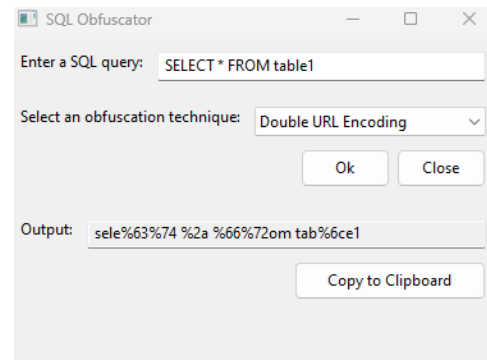 SQL Obfuscator
Enter a SQL query: SELECT * FROM table1
Select an obfuscation technique: Double URL Encoding
Ok Close
Output: sele%63%74 %2a %66%72om tab%6ce1
Copy to Clipboard